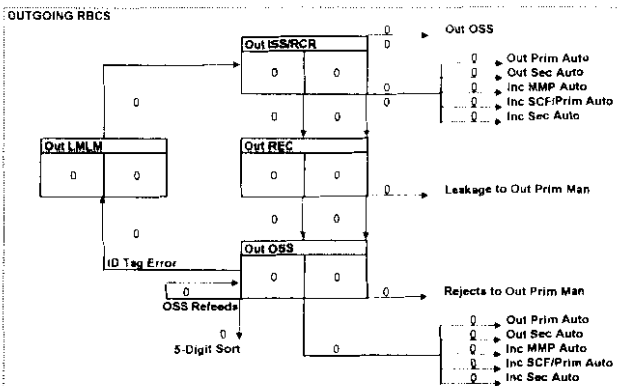 OUTGOING RBCS
0 Out OSS
Out ISS/RCR 0
0 Out Prim Auto
0 0 0 Out Sec Auto
0 0 Inc MMP Auto
0 0 Inc SCF/Prim Auto
0 0 0 0 Inc Sec Auto
Out LMLM Out REC
0 0 0 0
0 Leakage to Out Prim Man
0 0 0
Out OSS
ID Tag Error 0 0
0 0 Rejects to Out Prim Man
OSS Refeeds
0 0 Out Prim Auto
5-Digit Sort 0 0 Out Sec Auto
0 Inc MMP Auto
0 Inc SCF/Prim Auto
0 Inc Sec Auto